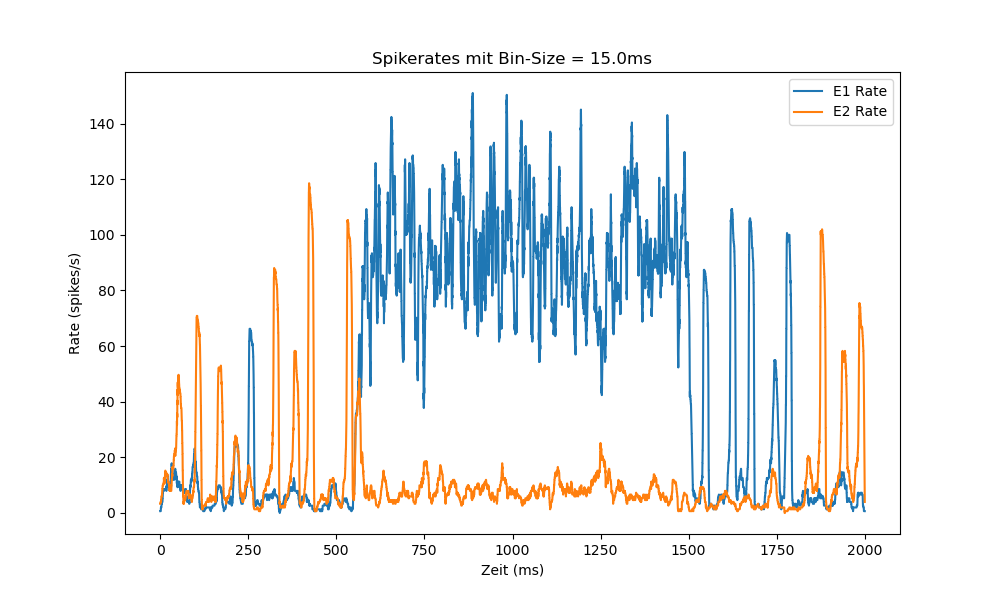 Spikerates mit Bin-Size = 15.0ms
E1 Rate
E2 Rate
Rate (spikes/s)
140
120
100
80
60
40
20
0
0 250 500 750 1000 1250 1500 1750 2000
Zeit (ms)